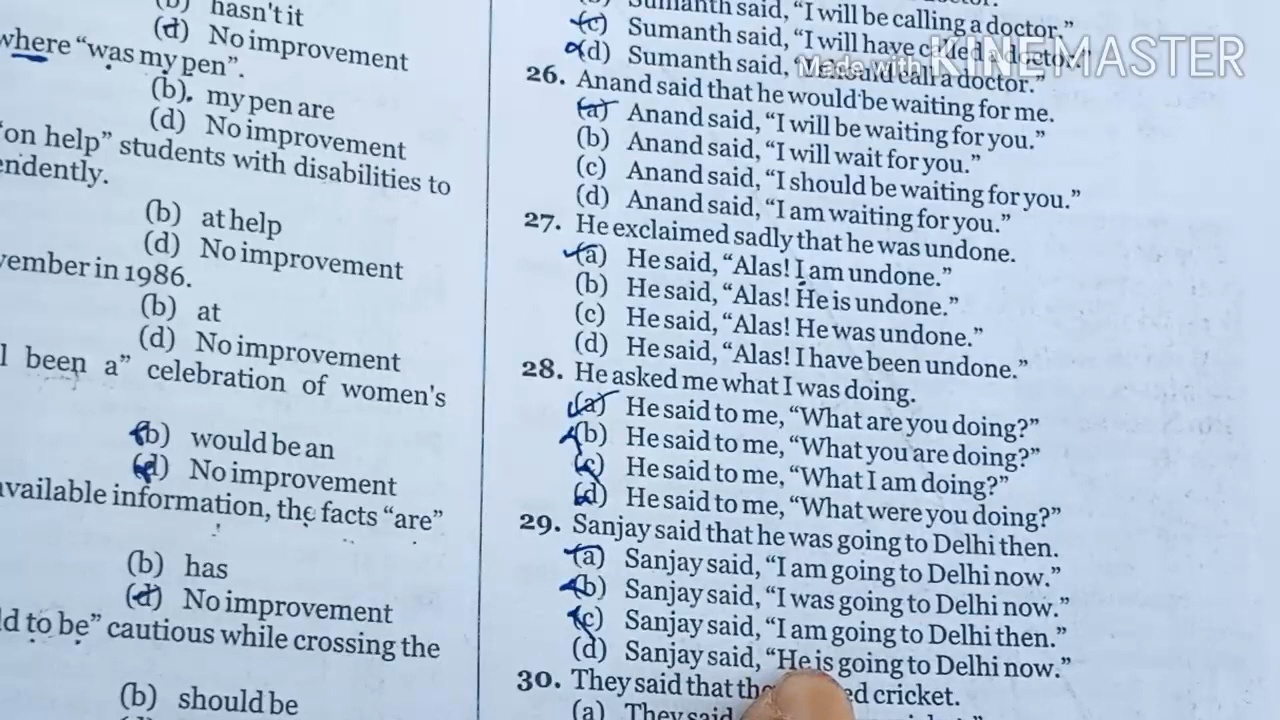 hasn't it
(d) No improvement
where "was my pen".
(b). my pen are
(d) No improvement
"on help" students with disabilities to
endently.
(b) at help
(d) No improvement
vember in 1986.
(b) at
(d) No improvement
l been a" celebration of women's
(b) would be an
(d) No improvement
available information, the facts "are"
(b) has
(d) No improvement
ld to be" cautious while crossing the
(b) should be
Sumanth said, "I will be calling a doctor."
(c) Sumanth said, "I will have called a doctor."
(d) Sumanth said, call a doctor."
Made with KINEMASTER
26. Anand said that he would be waiting for me.
(a) Anand said, "I will be waiting for you."
(b) Anand said, "I will wait for you."
(c) Anand said, "I should be waiting for you."
(d) Anand said, "I am waiting for you."
27. He exclaimed sadly that he was undone.
(a) He said, "Alas! I am undone."
(b) He said, "Alas! He is undone."
(c) He said, "Alas! He was undone."
(d) He said, "Alas! I have been undone."
28. He asked me what I was doing.
(a) He said to me, "What are you doing?"
(b) He said to me, "What you are doing?"
(c) He said to me, "What I am doing?"
(d) He said to me, "What were you doing?"
29. Sanjay said that he was going to Delhi then.
(a) Sanjay said, "I am going to Delhi now."
(b) Sanjay said, "I was going to Delhi now."
(c) Sanjay said, "I am going to Delhi then."
(d) Sanjay said, "He is going to Delhi now."
30. They said that cricket.
(a) They said